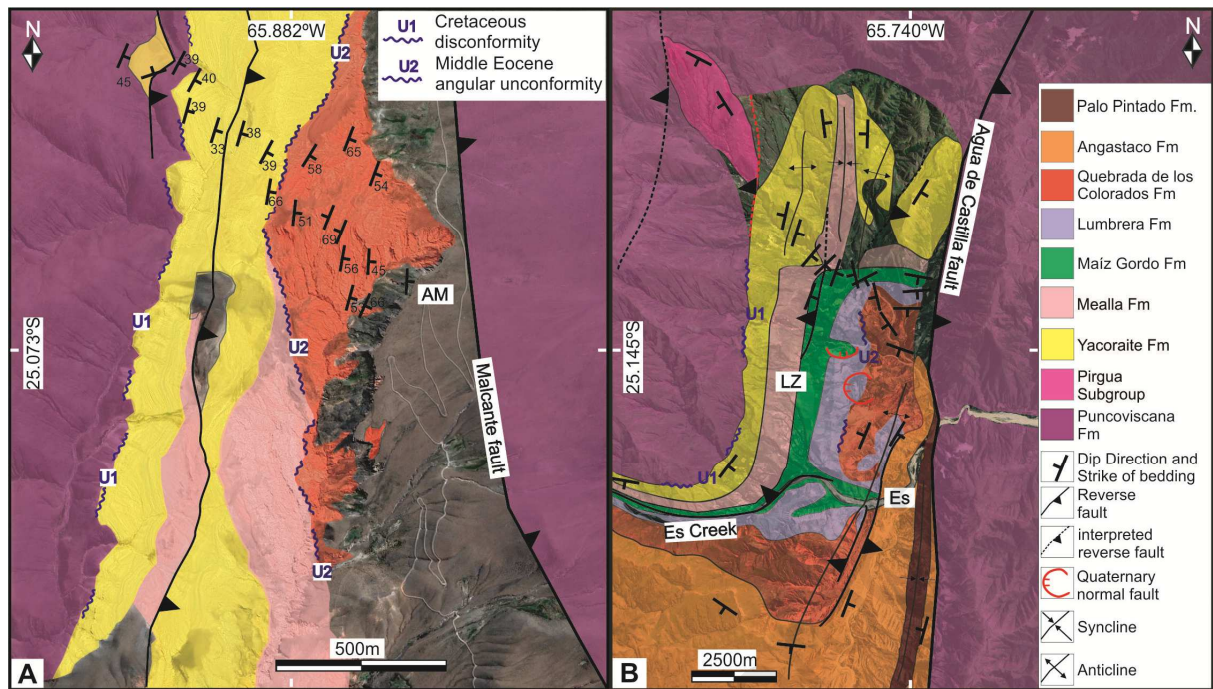 N
65.882°W
U1 Cretaceous
disconformity
U2 Middle Eocene
angular unconformity
U2
45
39
40
39
33
38
39
66
58
65
54
51
69
56
45
53
66
AM
U1
U2
25.073°S
Malcante fault
U1
U2
500m
A
65.740°W
N
Agua de Castilla fault
25.145°S
U1
U2
LZ
U1
Es
Es Creek
2500m
B
Palo Pintado Fm.
Angastaco Fm
Quebrada de los
Colorados Fm
Lumbrera Fm
Maíz Gordo Fm
Mealla Fm
Yacoraite Fm
Pirgua
Subgroup
Puncoviscana
Fm
Dip Direction and
Strike of bedding
Reverse
fault
interpreted
reverse fault
Quaternary
normal fault
Syncline
Anticline